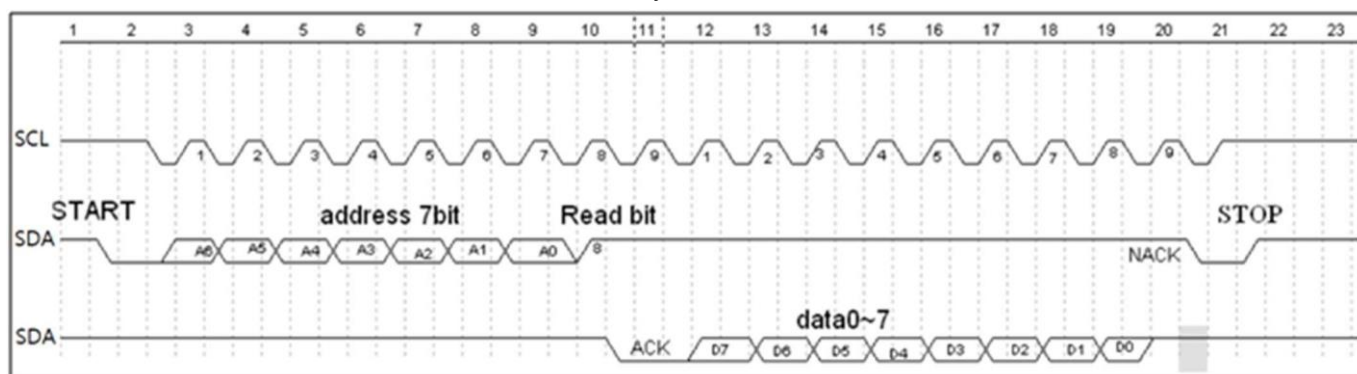 1 2 3 4 5 6 7 8 9 10 11 12 13 14 15 16 17 18 19 20 21 22 23
SCL 1 2 3 4 5 6 7 8 9 1 2 3 4 5 6 7 8 9
START address 7bit Read bit STOP
SDA A6 A5 A4 A3 A2 A1 A0 8 NACK
data0~7
SDA ACK D7 D6 D5 D4 D3 D2 D1 D0